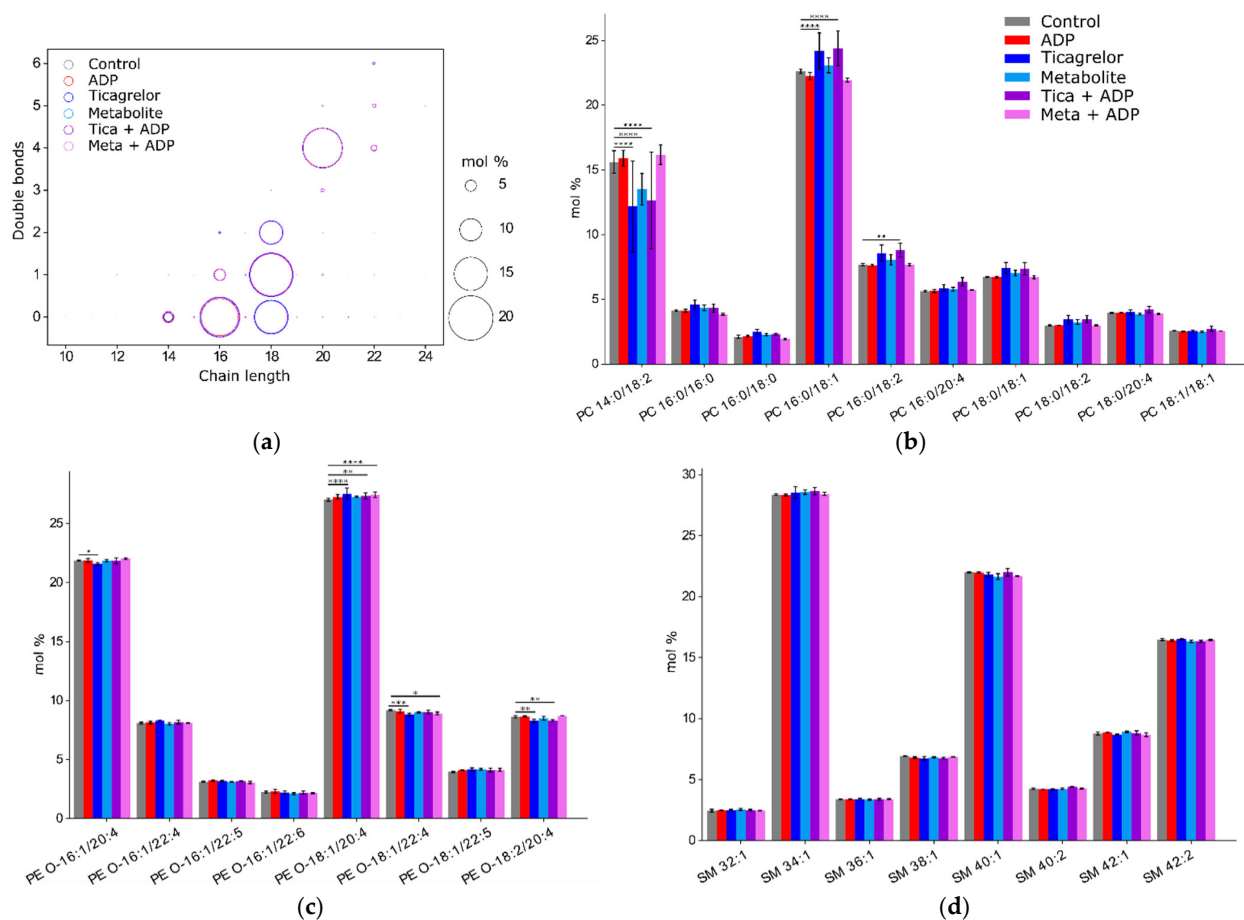 Control
ADP
Ticagrelor
Metabolite
Tica + ADP
Meta + ADP
Double bonds
6
5
4
3
2
1
0
10 12 14 16 18 20 22 24
Chain length
mol %
5
10
15
20
(a)
Control
ADP
Ticagrelor
Metabolite
Tica + ADP
Meta + ADP
mol %
25
20
15
10
5
0
****
****
****
****
****
**
PC 14:0/18:2
PC 16:0/16:0
PC 16:0/18:0
PC 16:0/18:1
PC 16:0/18:2
PC 16:0/20:4
PC 18:0/18:1
PC 18:0/18:2
PC 18:0/20:4
PC 18:1/18:1
(b)
mol %
25
20
15
10
5
0
*
****
**
****
*
***
**
**
PE O-16:1/20:4
PE O-16:1/22:4
PE O-16:1/22:5
PE O-16:1/22:6
PE O-18:1/20:4
PE O-18:1/22:4
PE O-18:1/22:5
PE O-18:2/20:4
(c)
mol %
30
25
20
15
10
5
0
SM 32:1
SM 34:1
SM 36:1
SM 38:1
SM 40:1
SM 40:2
SM 42:1
SM 42:2
(d)